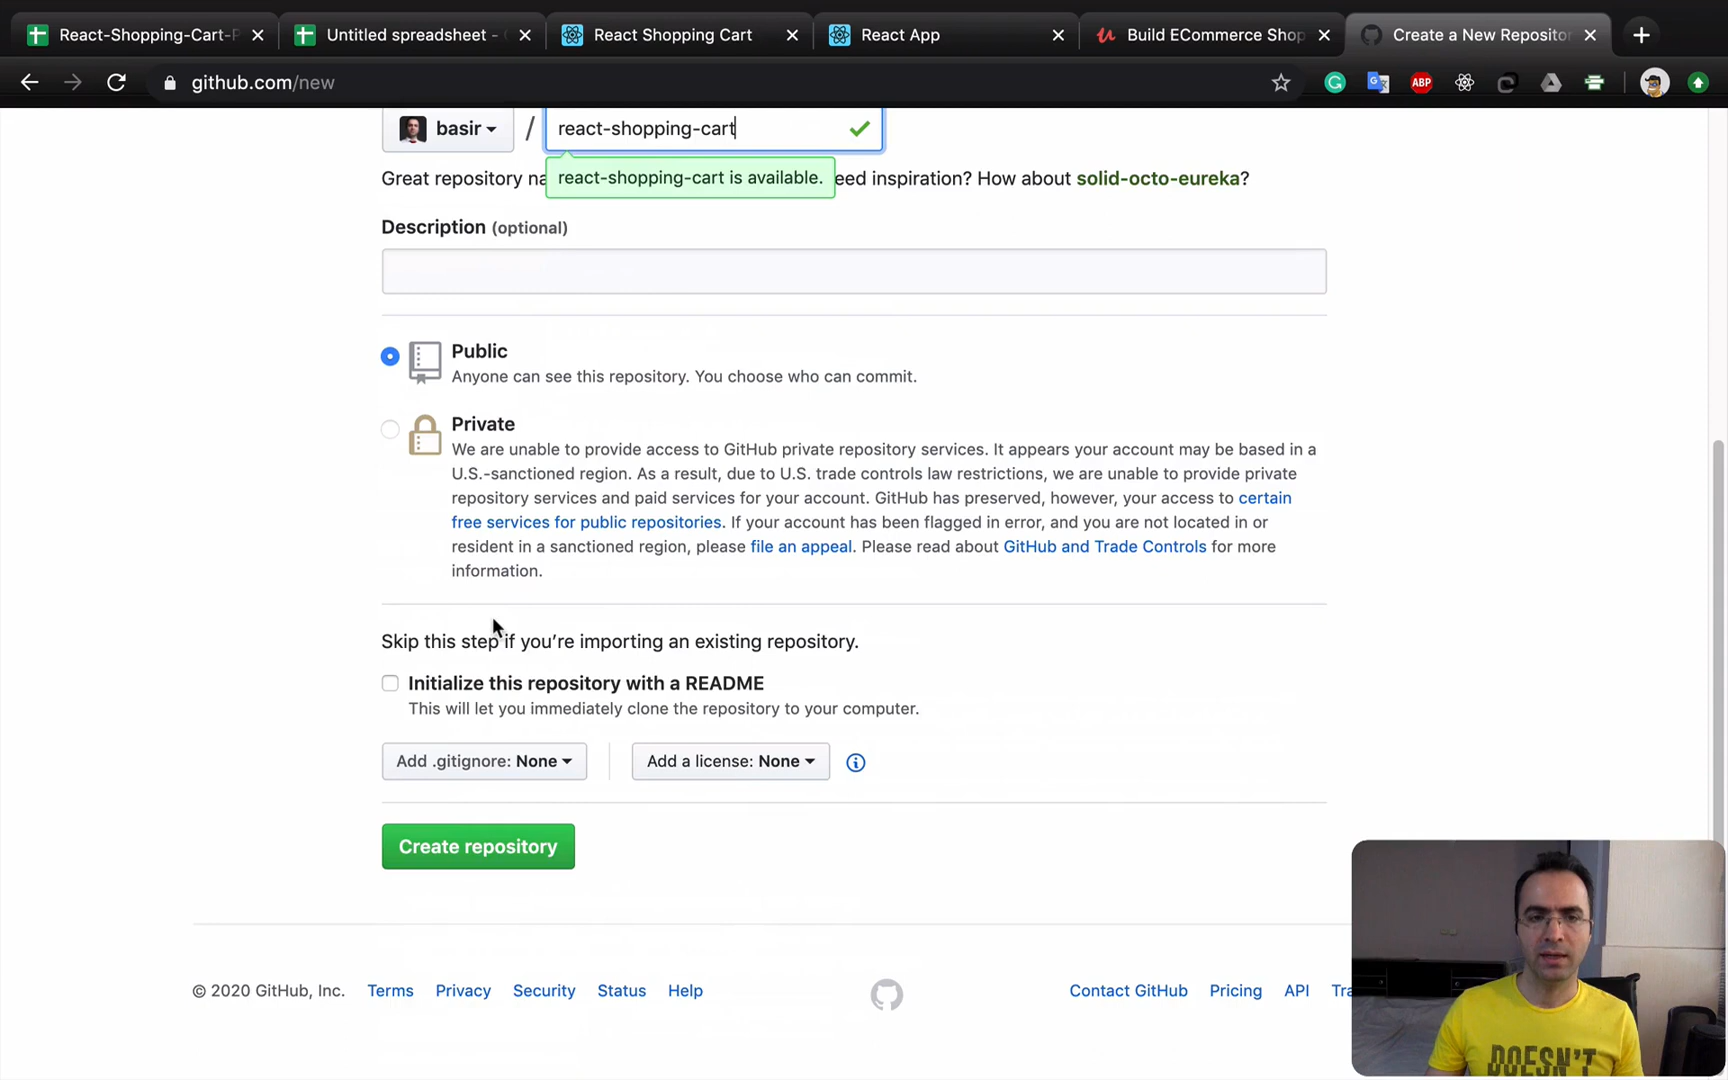 React-Shopping-Cart-P
Untitled spreadsheet -
React Shopping Cart
React App
Build ECommerce Shop
Create a New Repositor
github.com/new
ABP
basir / react-shopping-cart
react-shopping-cart is available.
Great repository na eed inspiration? How about solid-octo-eureka?
Description (optional)
Public
Anyone can see this repository. You choose who can commit.
Private
We are unable to provide access to GitHub private repository services. It appears your account may be based in a
U.S.-sanctioned region. As a result, due to U.S. trade controls law restrictions, we are unable to provide private
repository services and paid services for your account. GitHub has preserved, however, your access to certain
free services for public repositories. If your account has been flagged in error, and you are not located in or
resident in a sanctioned region, please file an appeal. Please read about GitHub and Trade Controls for more
information.
Skip this step if you’re importing an existing repository.
Initialize this repository with a README
This will let you immediately clone the repository to your computer.
Add .gitignore: None
Add a license: None
Create repository
© 2020 GitHub, Inc. Terms Privacy Security Status Help Contact GitHub Pricing API Tra
DOESN'T